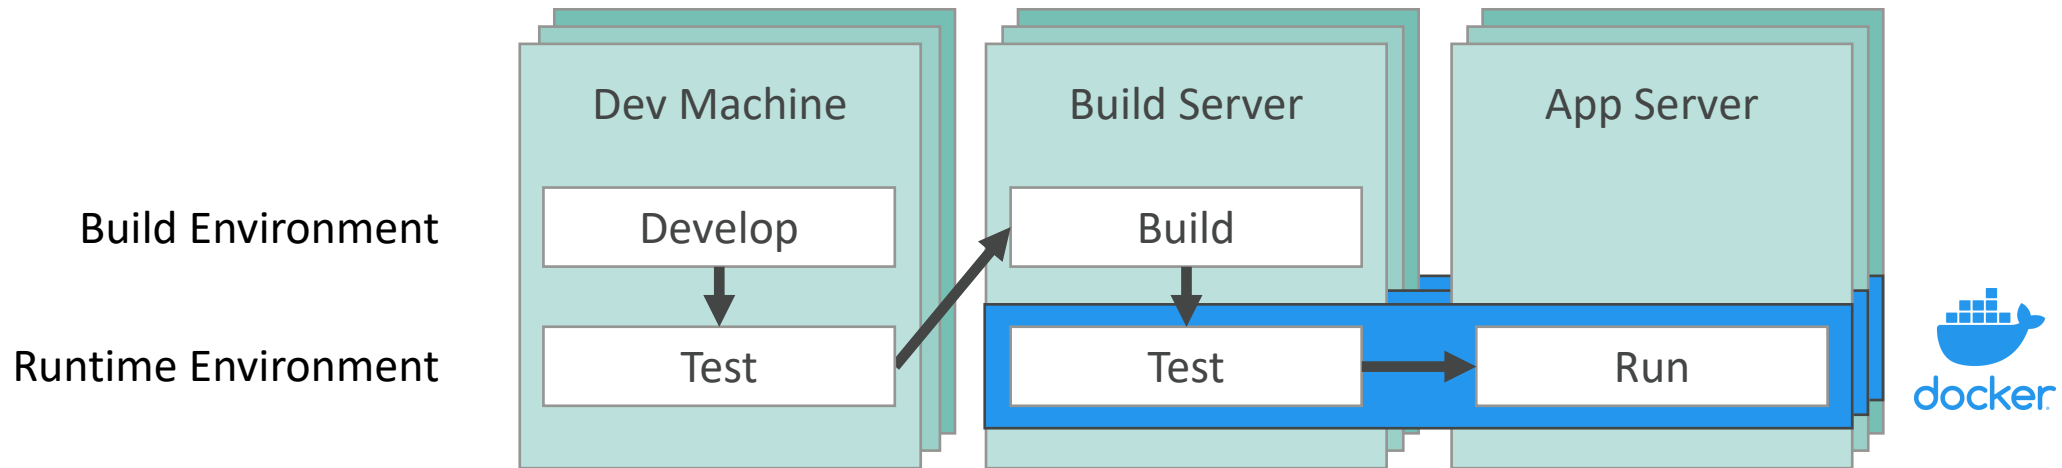 Dev Machine
Build Server
App Server
Build Environment
Develop
Build
Runtime Environment
Test
Test
Run
docker